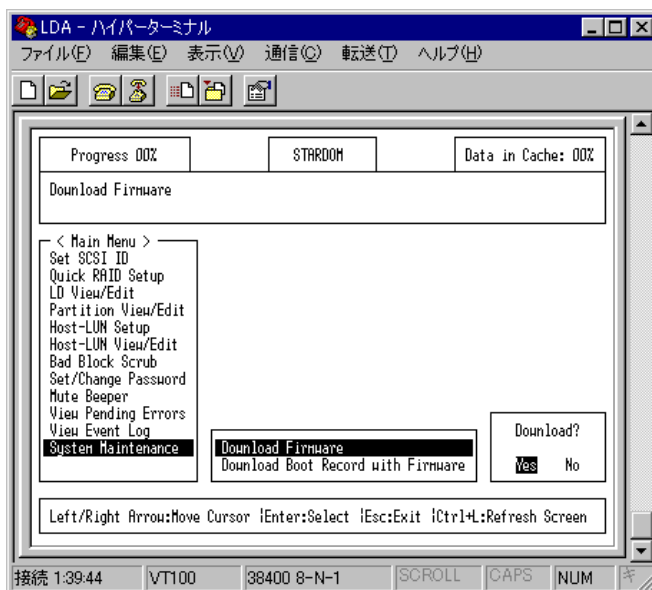 LDA - ハイパーターミナル
ファイル(F) 編集(E) 表示(V) 通信(C) 転送(T) ヘルプ(H)
Progress 00% STARDOM Data in Cache: 00%
Download Firmware
< Main Menu >
Set SCSI ID
Quick RAID Setup
LD View/Edit
Partition View/Edit
Host-LUN Setup
Host-LUN View/Edit
Bad Block Scrub
Set/Change Password
Mute Beeper
View Pending Errors
View Event Log
System Maintenance
Download Firmware
Download Boot Record with Firmware
Download?
Yes No
Left/Right Arrow:Move Cursor |Enter:Select |Esc:Exit |Ctrl+L:Refresh Screen
接続 1:39:44 VT100 38400 8-N-1 SCROLL CAPS NUM キ